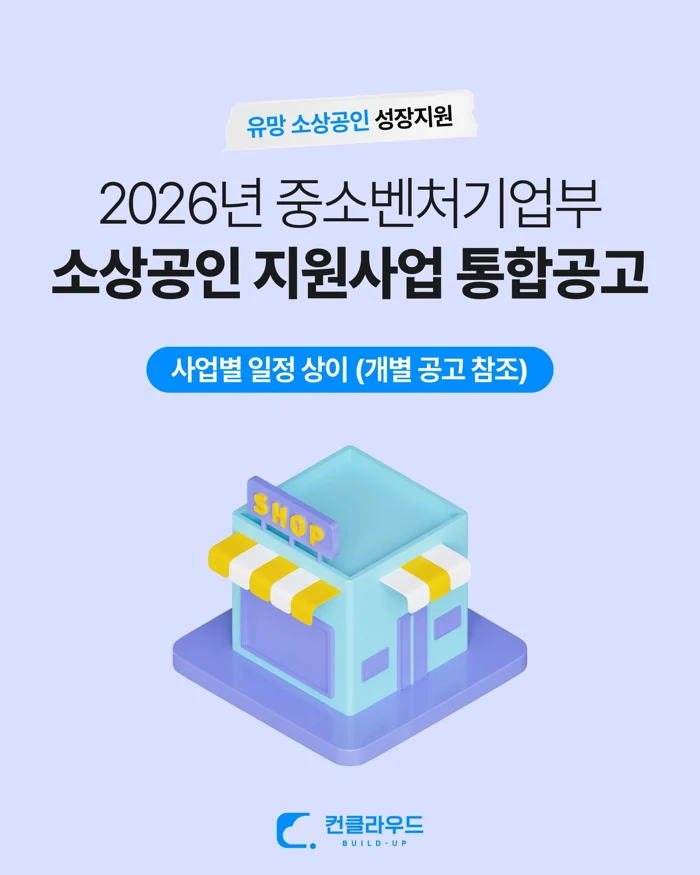 유망 소상공인 성장지원
2026년 중소벤처기업부
소상공인 지원사업 통합공고
사업별 일정 상이 (개별 공고 참조)
SHOP
컨클라우드
BUILD-UP